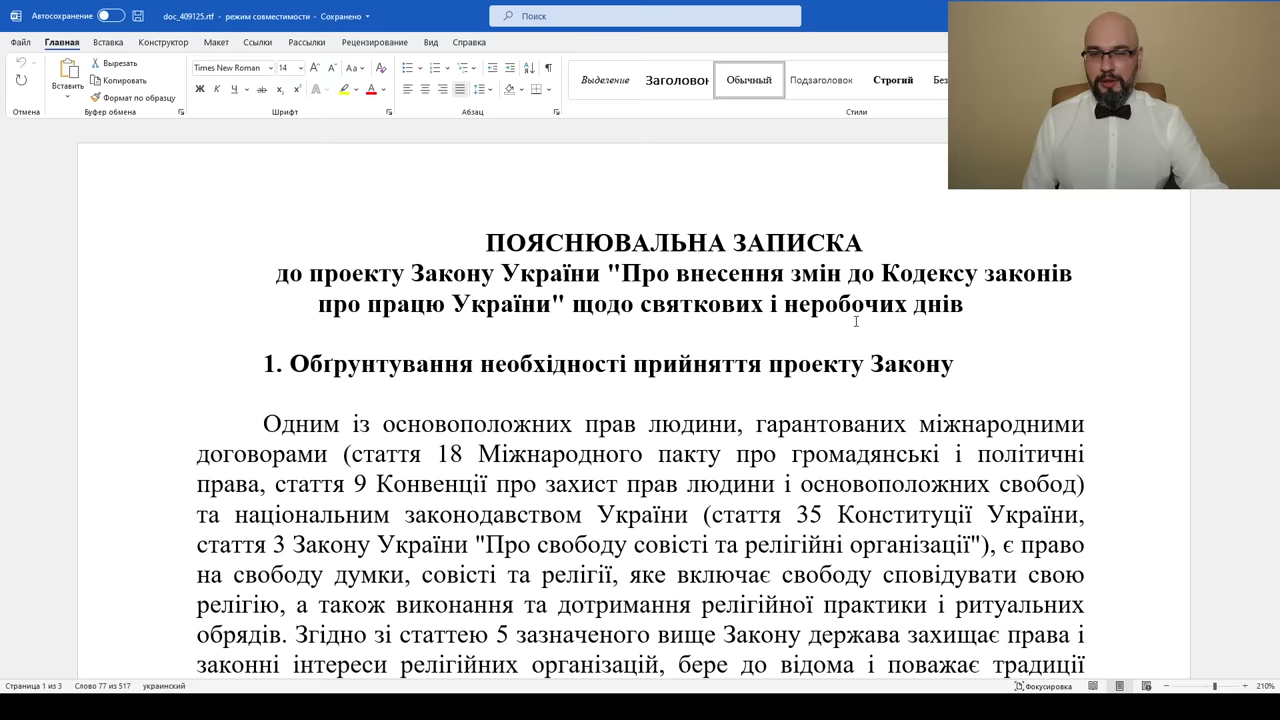 Автосохранение
doc_409125.rtf - режим совместимости • Сохранено
Поиск
Файл Главная Вставка Конструктор Макет Ссылки Рассылки Рецензирование Вид Справка
Вставить
Вырезать
Копировать
Формат по образцу
Times New Roman 14
Aa
Ж К Ч ab x₂ x² A A
Выделение Заголовок Обычный Подзаголовок Строгий
Отмена Буфер обмена Шрифт Абзац Стили
ПОЯСНЮВАЛЬНА ЗАПИСКА
до проекту Закону України "Про внесення змін до Кодексу законів
про працю України" щодо святкових і неробочих днів
1. Обґрунтування необхідності прийняття проекту Закону
Одним із основоположних прав людини, гарантованих міжнародними
договорами (стаття 18 Міжнародного пакту про громадянські і політичні
права, стаття 9 Конвенції про захист прав людини і основоположних свобод)
та національним законодавством України (стаття 35 Конституції України,
стаття 3 Закону України "Про свободу совісті та релігійні організації"), є право
на свободу думки, совісті та релігії, яке включає свободу сповідувати свою
релігію, а також виконання та дотримання релігійної практики і ритуальних
обрядів. Згідно зі статтею 5 зазначеного вище Закону держава захищає права і
законні інтереси релігійних організацій, бере до відома і поважає традиції
Страница 1 из 3 Слово 77 из 517 украинский Фокусировка 210%